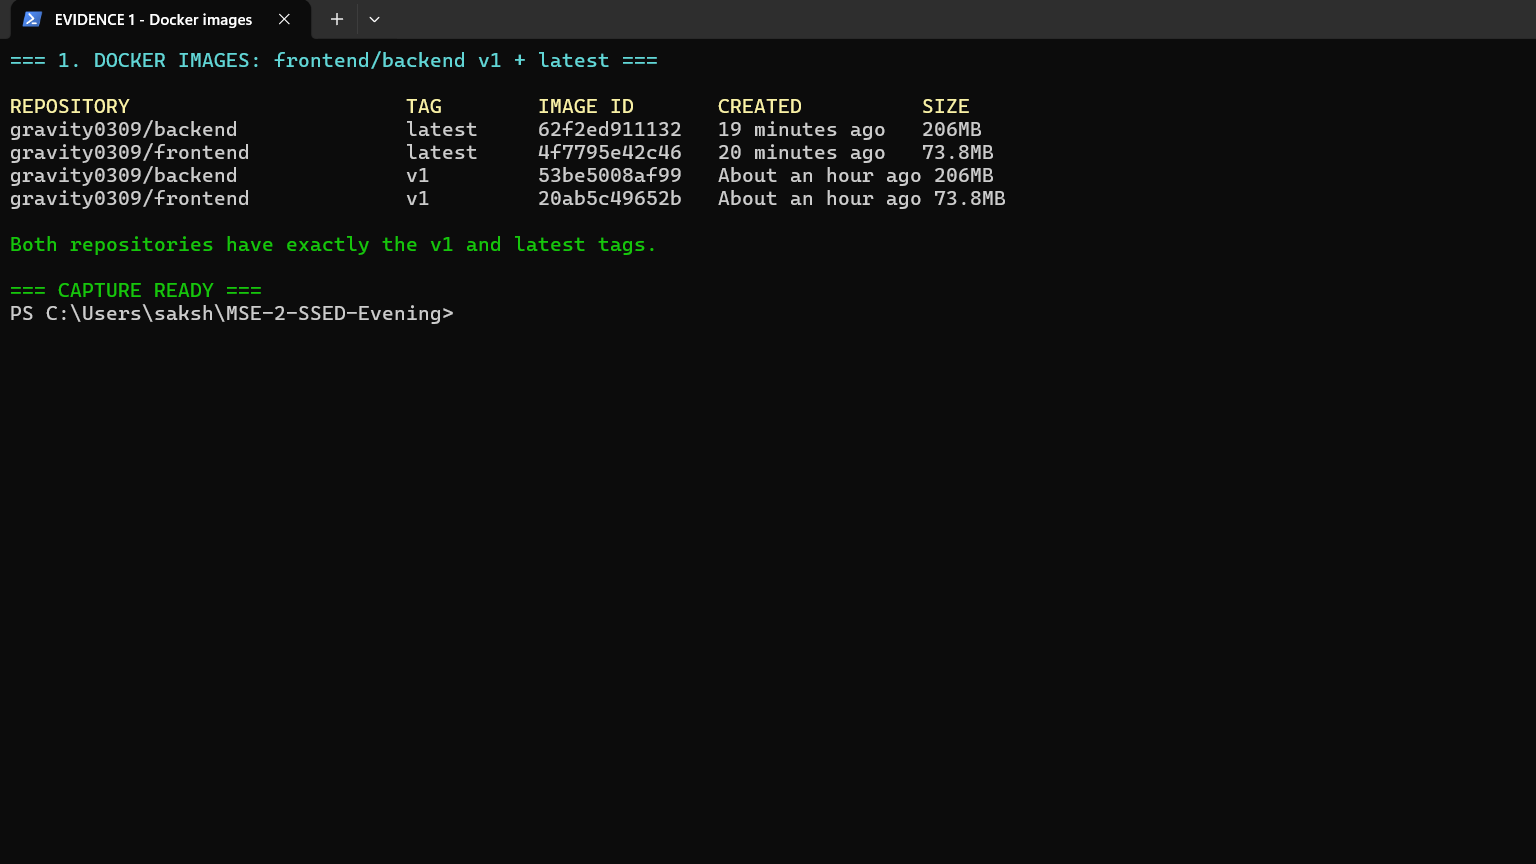 EVIDENCE 1 - Docker images
=== 1. DOCKER IMAGES: frontend/backend v1 + latest ===
REPOSITORY TAG IMAGE ID CREATED SIZE
gravity0309/backend latest 62f2ed911132 19 minutes ago 206MB
gravity0309/frontend latest 4f7795e42c46 20 minutes ago 73.8MB
gravity0309/backend v1 53be5008af99 About an hour ago 206MB
gravity0309/frontend v1 20ab5c49652b About an hour ago 73.8MB
Both repositories have exactly the v1 and latest tags.
=== CAPTURE READY ===
PS C:\Users\saksh\MSE-2-SSED-Evening>